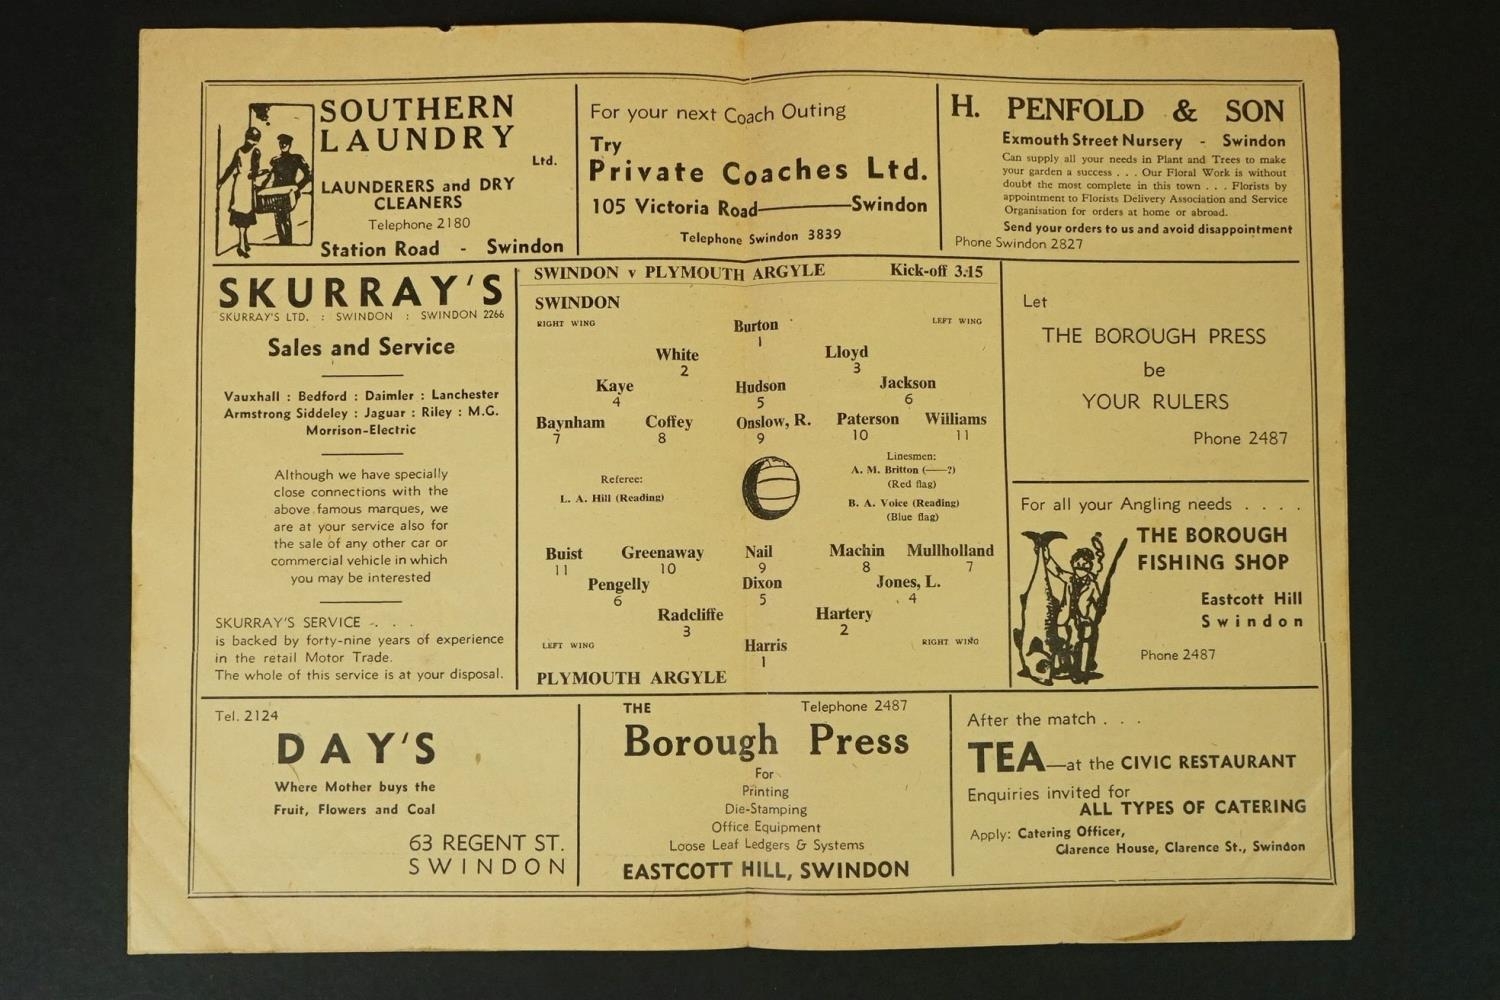 SOUTHERN
LAUNDRY
Ltd.
LAUNDERERS and DRY
CLEANERS
Telephone 2180
Station Road - Swindon
For your next Coach Outing
Try
Private Coaches Ltd.
105 Victoria Road——Swindon
Telephone Swindon 3839
H. PENFOLD & SON
Exmouth Street Nursery - Swindon
Can supply all your needs in Plant and Trees to make
your garden a success . . . Our Floral Work is without
doubt the most complete in this town . . . Florists by
appointment to Florists Delivery Association and Service
Organisation for orders at home or abroad.
Send your orders to us and avoid disappointment
Phone Swindon 2827
SKURRAY'S
SKURRAY'S LTD. : SWINDON : SWINDON 2266
Sales and Service
Vauxhall : Bedford : Daimler : Lanchester
Armstrong Siddeley : Jaguar : Riley : M.G.
Morrison-Electric
Although we have specially
close connections with the
above famous marques, we
are at your service also for
the sale of any other car or
commercial vehicle in which
you may be interested
SKURRAY'S SERVICE . . .
is backed by forty-nine years of experience
in the retail Motor Trade.
The whole of this service is at your disposal.
SWINDON v PLYMOUTH ARGYLE Kick-off 3.15
SWINDON
RIGHT WING Burton LEFT WING
1
White Lloyd
2 3
Kaye Hudson Jackson
4 5 6
Baynham Coffey Onslow, R. Paterson Williams
7 8 9 10 11
Referee:
L. A. Hill (Reading)
Linesmen:
A. M. Britton (——?)
(Red flag)
B. A. Voice (Reading)
(Blue flag)
Buist Greenaway Nail Machin Mullholland
11 10 9 8 7
Pengelly Dixon Jones, L.
6 5 4
Radcliffe Hartery
3 2
LEFT WING Harris RIGHT WING
1
PLYMOUTH ARGYLE
Let
THE BOROUGH PRESS
be
YOUR RULERS
Phone 2487
For all your Angling needs . . . .
THE BOROUGH
FISHING SHOP
Eastcott Hill
Swindon
Phone 2487
Tel. 2124
DAY'S
Where Mother buys the
Fruit, Flowers and Coal
63 REGENT ST.
SWINDON
THE Telephone 2487
Borough Press
For
Printing
Die-Stamping
Office Equipment
Loose Leaf Ledgers & Systems
EASTCOTT HILL, SWINDON
After the match . . .
TEA—at the CIVIC RESTAURANT
Enquiries invited for
ALL TYPES OF CATERING
Apply: Catering Officer,
Clarence House, Clarence St., Swindon